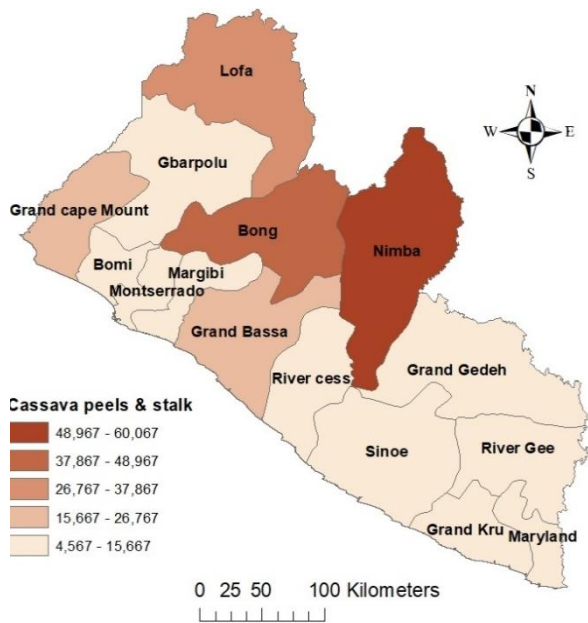 Lofa
N
W E
S
Gbarpolu
Grand cape Mount
Bong
Nimba
Bomi
Margibi
Montserrado
Grand Bassa
River cess
Grand Gedeh
Cassava peels & stalk
48,967 - 60,067
37,867 - 48,967
26,767 - 37,867
15,667 - 26,767
4,567 - 15,667
Sinoe
River Gee
Grand Kru
Maryland
0 25 50 100 Kilometers